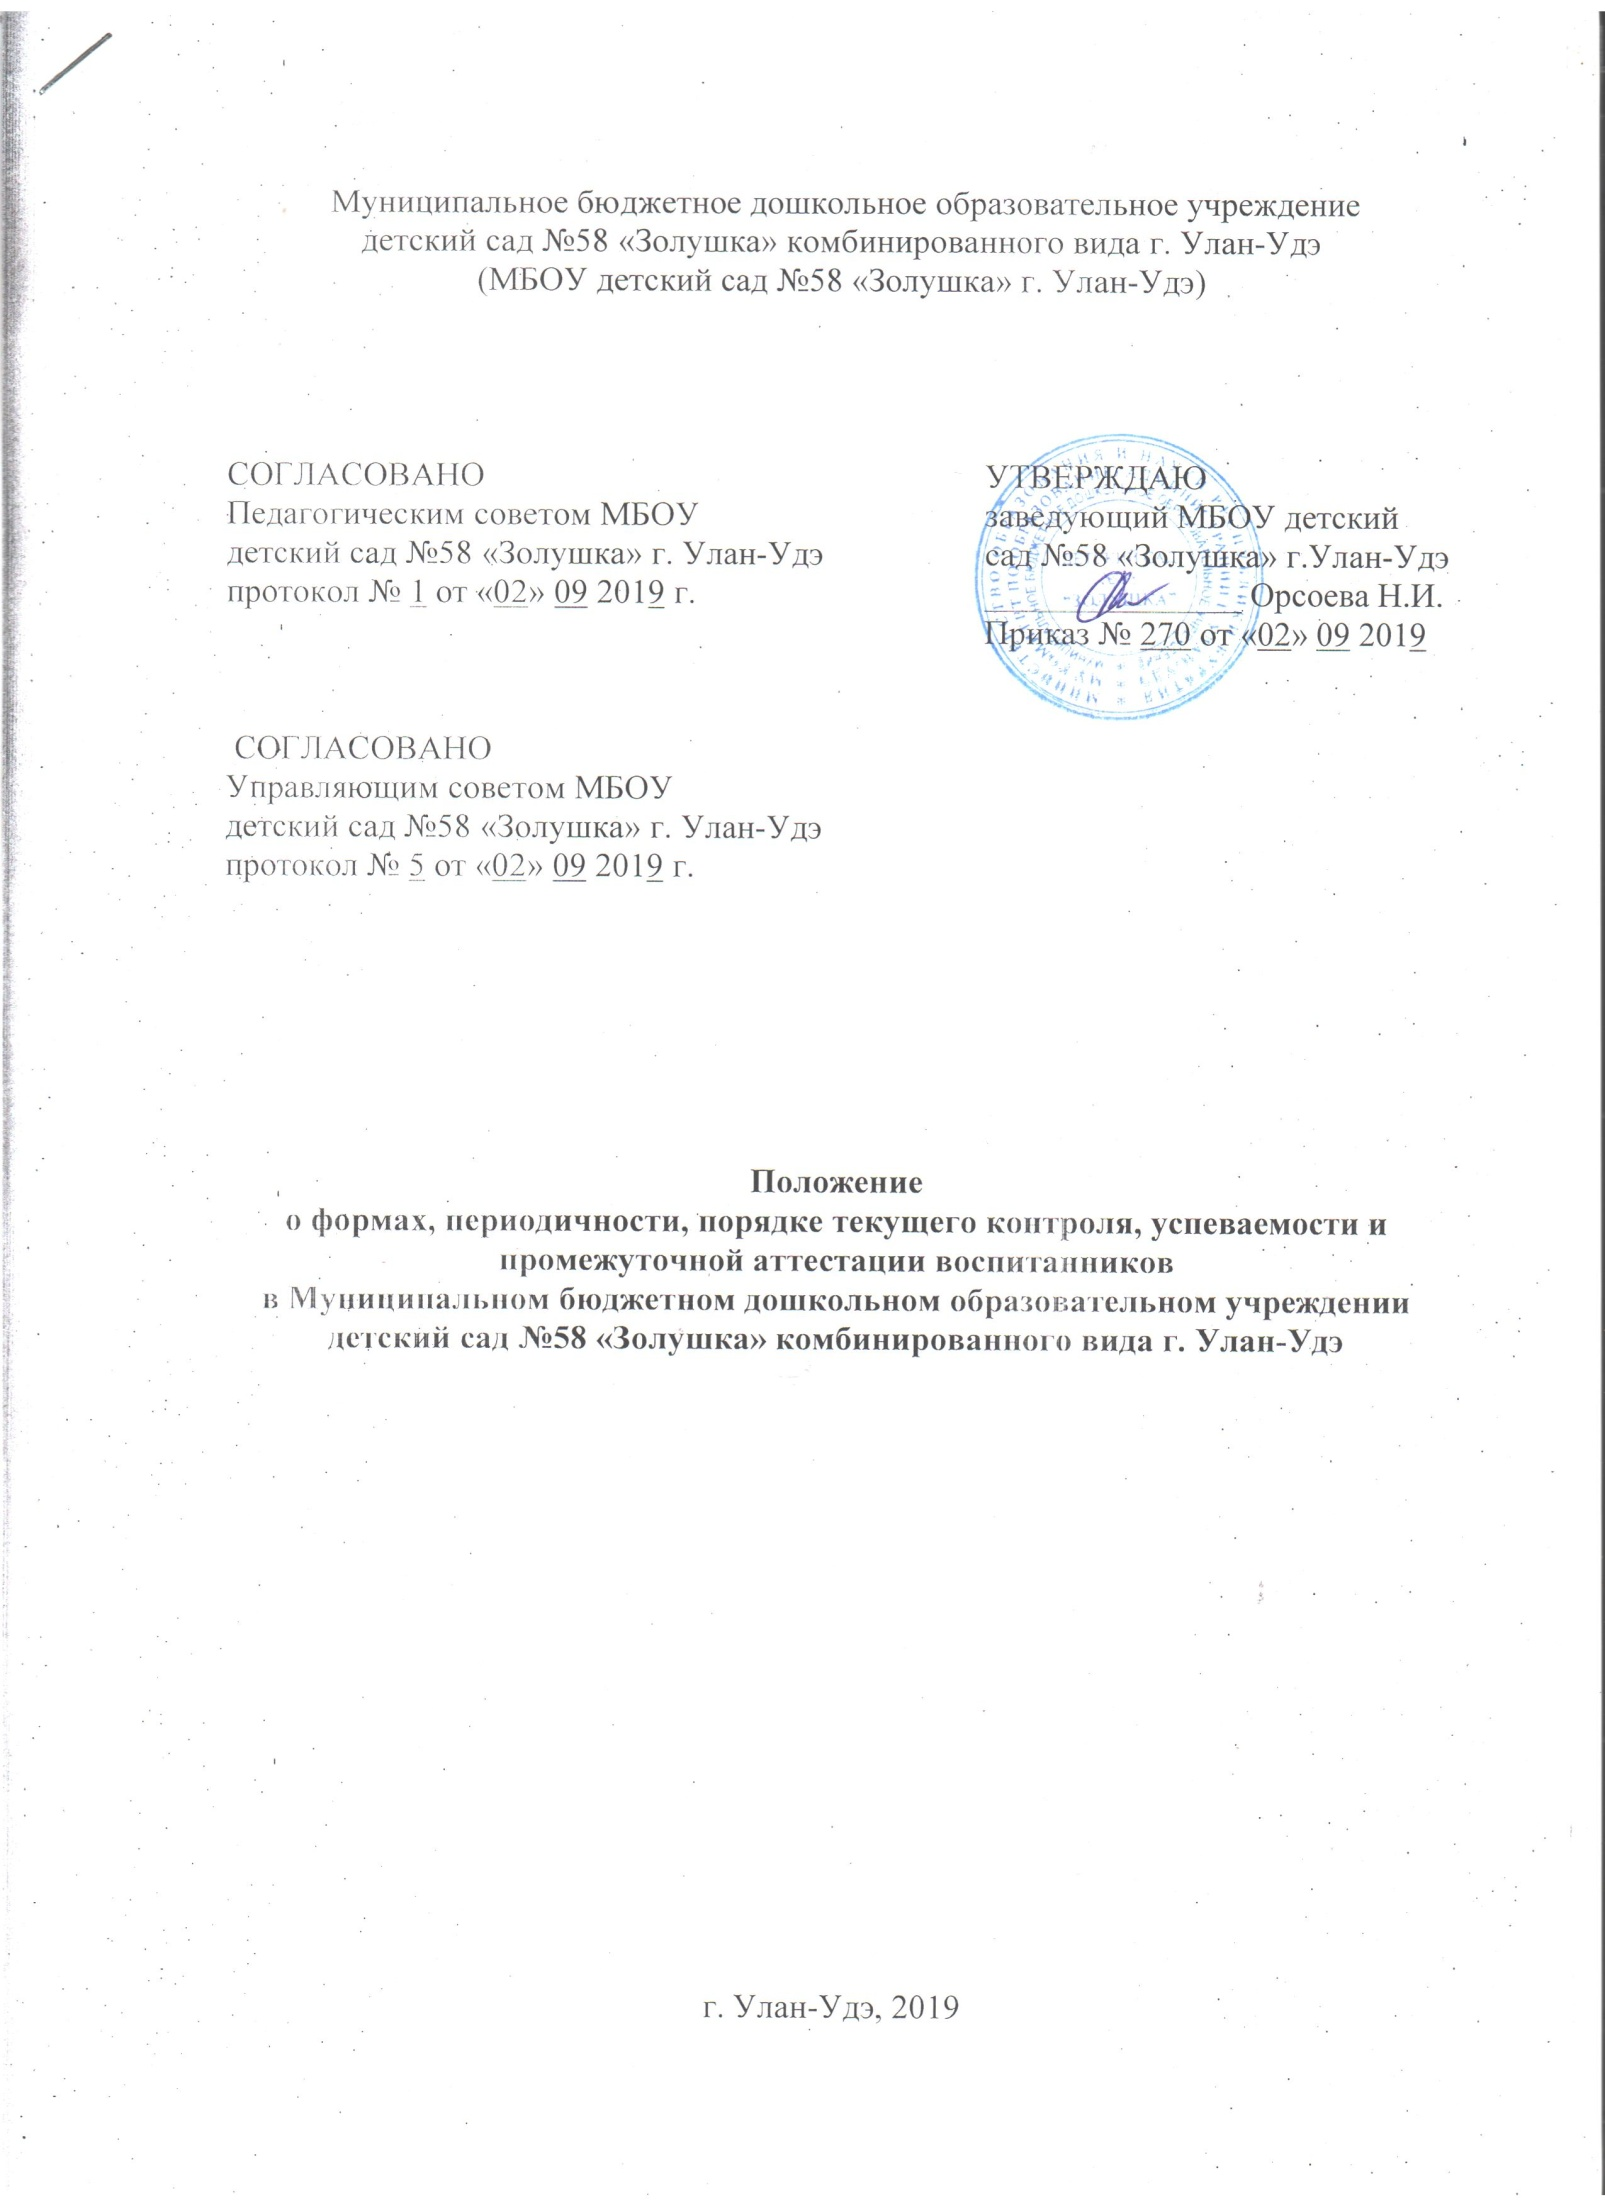 Муниципальное бюджетное дошкольное образовательное учреждение
детский сад №58 «Золушка» комбинированного вида г. Улан-Удэ
(МБОУ детский сад №58 «Золушка» г. Улан-Удэ)
СОГЛАСОВАНО
Педагогическим советом МБОУ
детский сад №58 «Золушка» г. Улан-Удэ
протокол № 1 от «02» 09 2019 г.
УТВЕРЖДАЮ
заведующий МБОУ детский
сад №58 «Золушка» г.Улан-Удэ
Орсоева Н.И.
Приказ № 270 от «02» 09 2019
СОГЛАСОВАНО
Управляющим советом МБОУ
детский сад №58 «Золушка» г. Улан-Удэ
протокол № 5 от «02» 09 2019 г.
Положение
о формах, периодичности, порядке текущего контроля, успеваемости и
промежуточной аттестации воспитанников
в Муниципальном бюджетном дошкольном образовательном учреждении
детский сад №58 «Золушка» комбинированного вида г. Улан-Удэ
г. Улан-Удэ, 2019